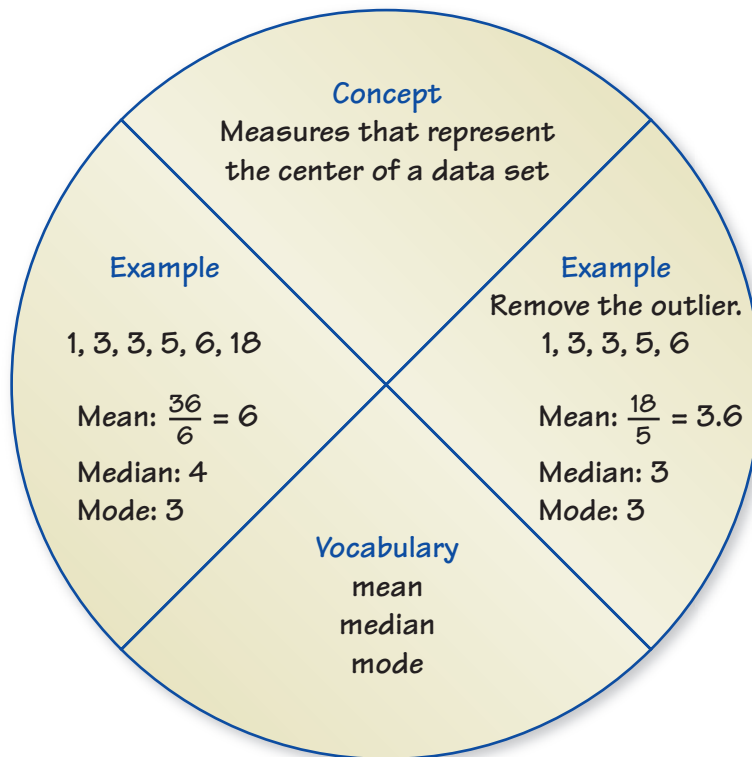 Concept
Measures that represent
the center of a data set
Example
1, 3, 3, 5, 6, 18
Mean: 36/6 = 6
Median: 4
Mode: 3
Example
Remove the outlier.
1, 3, 3, 5, 6
Mean: 18/5 = 3.6
Median: 3
Mode: 3
Vocabulary
mean
median
mode